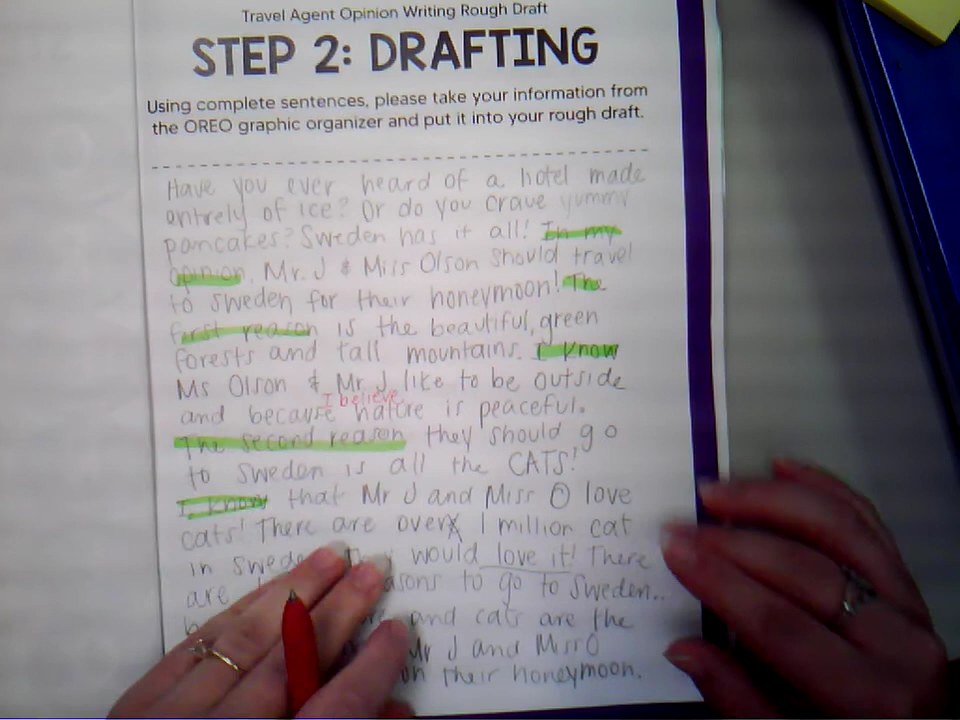 Travel Agent Opinion Writing Rough Draft
STEP 2: DRAFTING
Using complete sentences, please take your information from
the OREO graphic organizer and put it into your rough draft.
Have you ever heard of a hotel made
entirely of ice? Or do you crave yummy
pancakes? Sweden has it all! In my
opinion, Mr. J & Miss Olson should travel
to Sweden for their honeymoon! The
first reason is the beautiful, green
forests and tall mountains. I know
Ms Olson & Mr. J like to be outside
I believe
and because nature is peaceful.
The second reason they should go
to Sweden is all the CATS!
I know that Mr J and Miss O love
cats! There are over 1 million cat
in would love it! There
are to go to Sweden..
and cats are the
Mr J and Miss O
on their honeymoon.